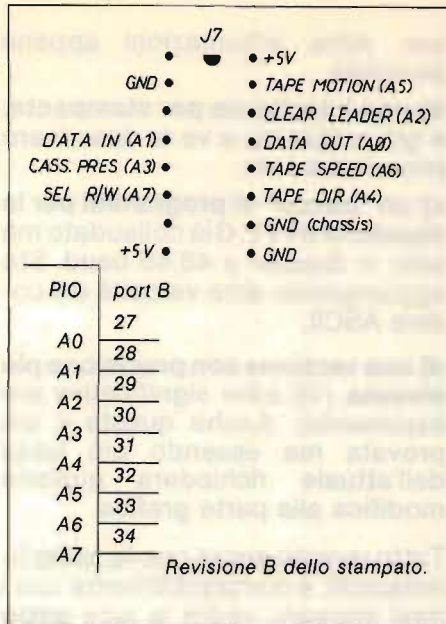 J7
• • +5V
GND • • TAPE MOTION (A5)
• • CLEAR LEADER (A2)
DATA IN (A1) • • DATA OUT (A0)
CASS. PRES (A3) • • TAPE SPEED (A6)
SEL R/W (A7) • • TAPE DIR (A4)
• • GND (chassis)
+5V • • GND
PIO port B
27
A0
28
A1
29
A2
30
A3
31
A4
32
A5
33
A6
34
A7
Revisione B dello stampato.